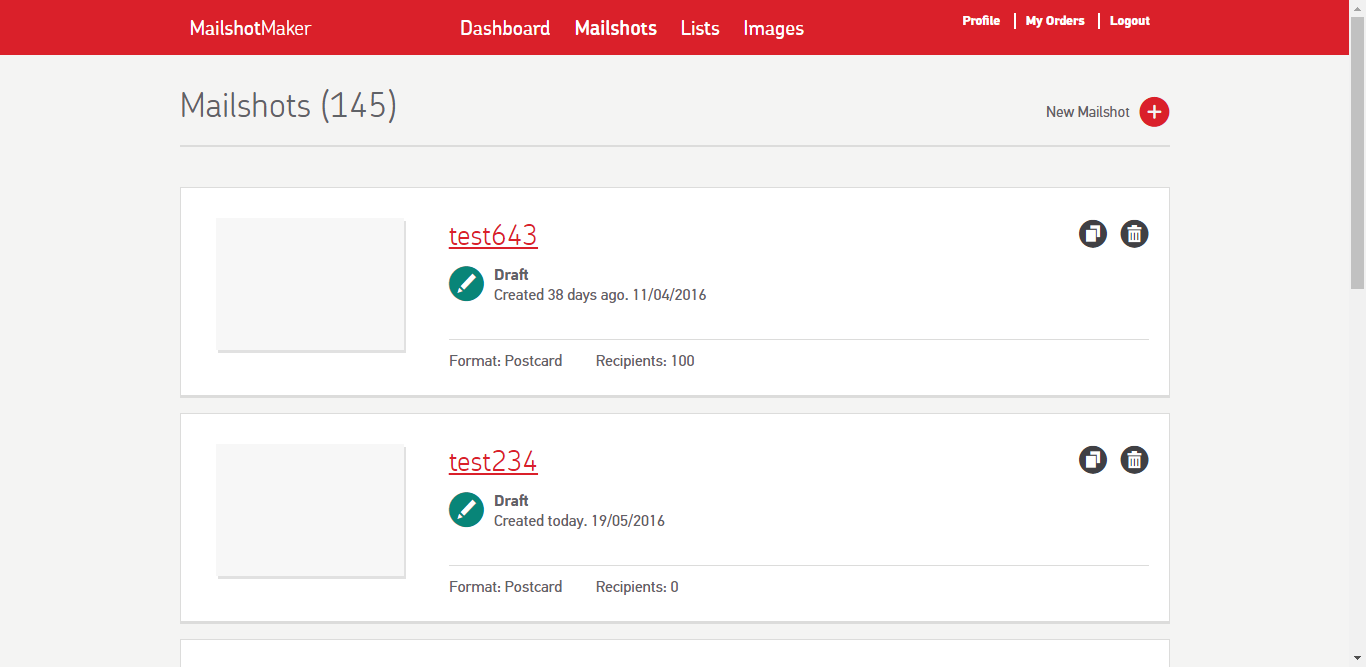 MailshotMaker Dashboard Mailshots Lists Images Profile My Orders Logout
Mailshots (145) New Mailshot
test643
Draft
Created 38 days ago. 11/04/2016
Format: Postcard Recipients: 100
test234
Draft
Created today. 19/05/2016
Format: Postcard Recipients: 0